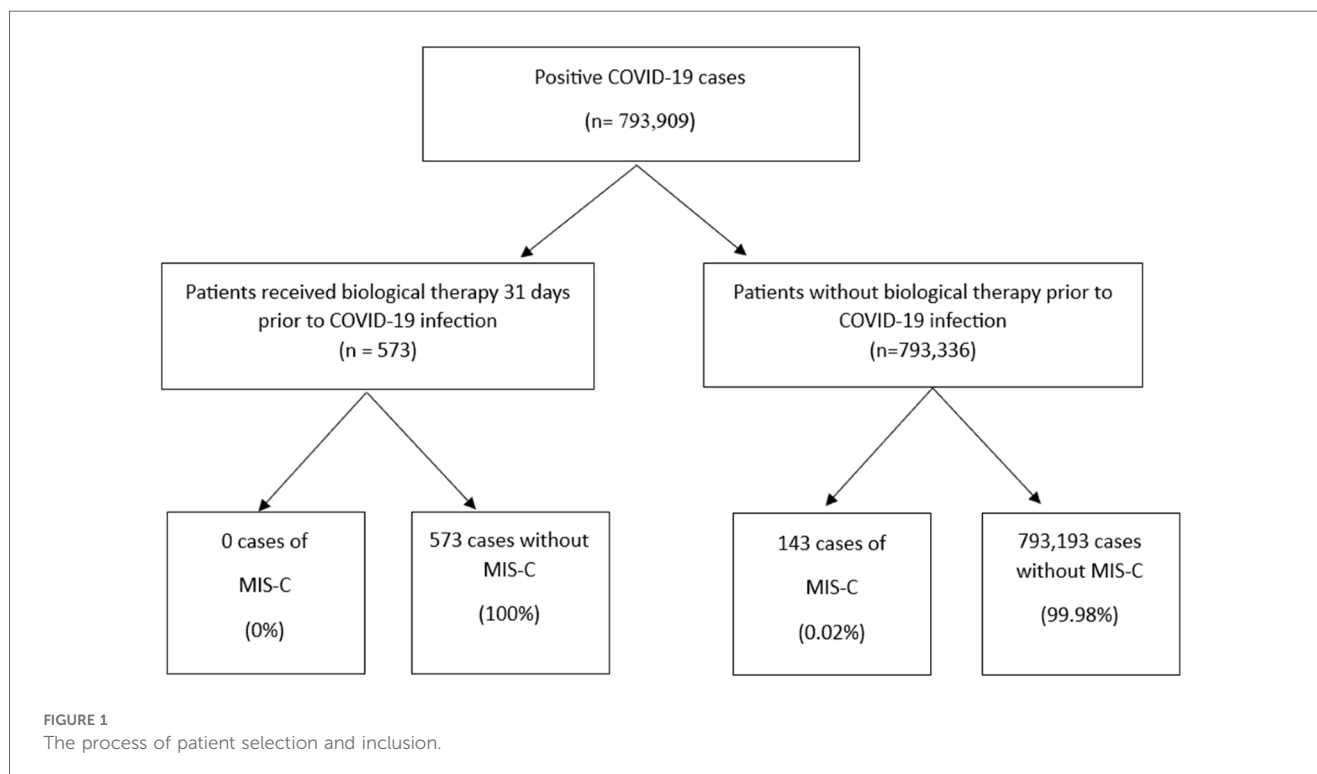 Positive COVID-19 cases
(n= 793,909)
Patients received biological therapy 31 days
prior to COVID-19 infection
(n = 573)
Patients without biological therapy prior to
COVID-19 infection
(n=793,336)
0 cases of
MIS-C
(0%)
573 cases without
MIS-C
(100%)
143 cases of
MIS-C
(0.02%)
793,193 cases
without MIS-C
(99.98%)
FIGURE 1
The process of patient selection and inclusion.